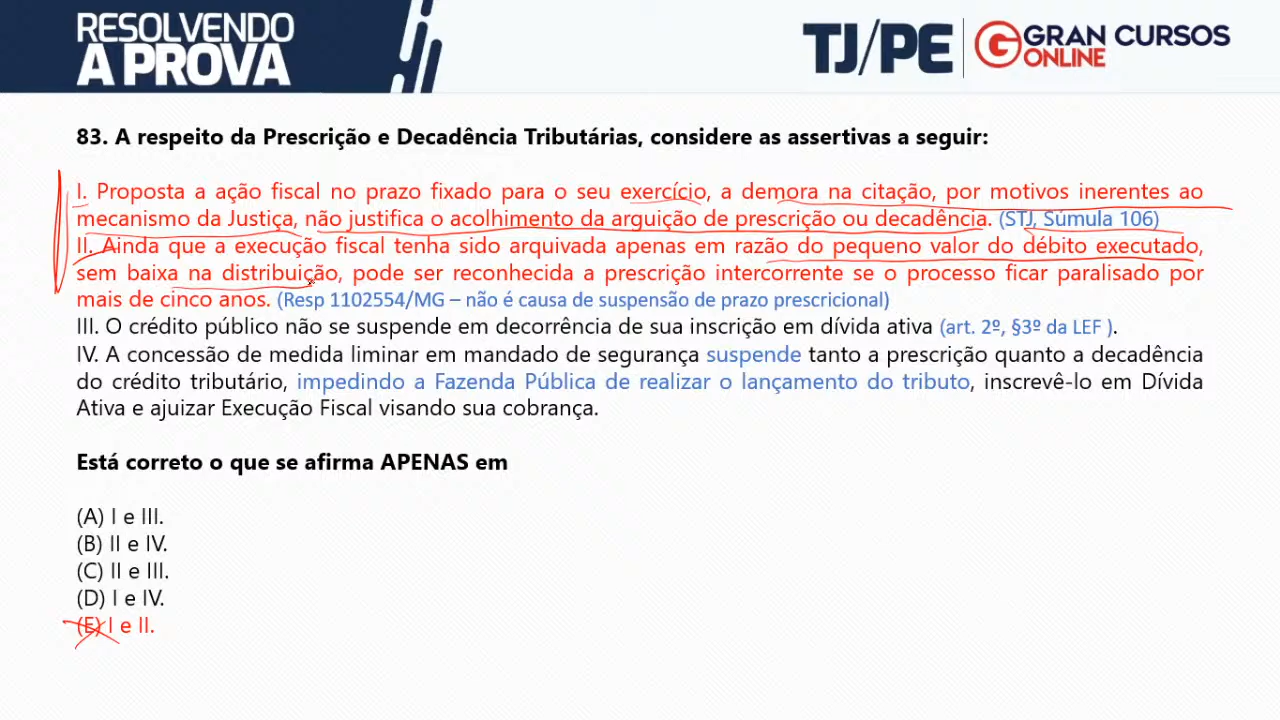 RESOLVENDO
A PROVA
TJ/PE
GRAN CURSOS
ONLINE
83. A respeito da Prescrição e Decadência Tributárias, considere as assertivas a seguir:
I. Proposta a ação fiscal no prazo fixado para o seu exercício, a demora na citação, por motivos inerentes ao
mecanismo da Justiça, não justifica o acolhimento da arguição de prescrição ou decadência. (STJ, Súmula 106)
II. Ainda que a execução fiscal tenha sido arquivada apenas em razão do pequeno valor do débito executado,
sem baixa na distribuição, pode ser reconhecida a prescrição intercorrente se o processo ficar paralisado por
mais de cinco anos. (Resp 1102554/MG – não é causa de suspensão de prazo prescricional)
III. O crédito público não se suspende em decorrência de sua inscrição em dívida ativa (art. 2º, §3º da LEF ).
IV. A concessão de medida liminar em mandado de segurança suspende tanto a prescrição quanto a decadência
do crédito tributário, impedindo a Fazenda Pública de realizar o lançamento do tributo, inscrevê-lo em Dívida
Ativa e ajuizar Execução Fiscal visando sua cobrança.
Está correto o que se afirma APENAS em
(A) I e III.
(B) II e IV.
(C) II e III.
(D) I e IV.
(E) I e II.